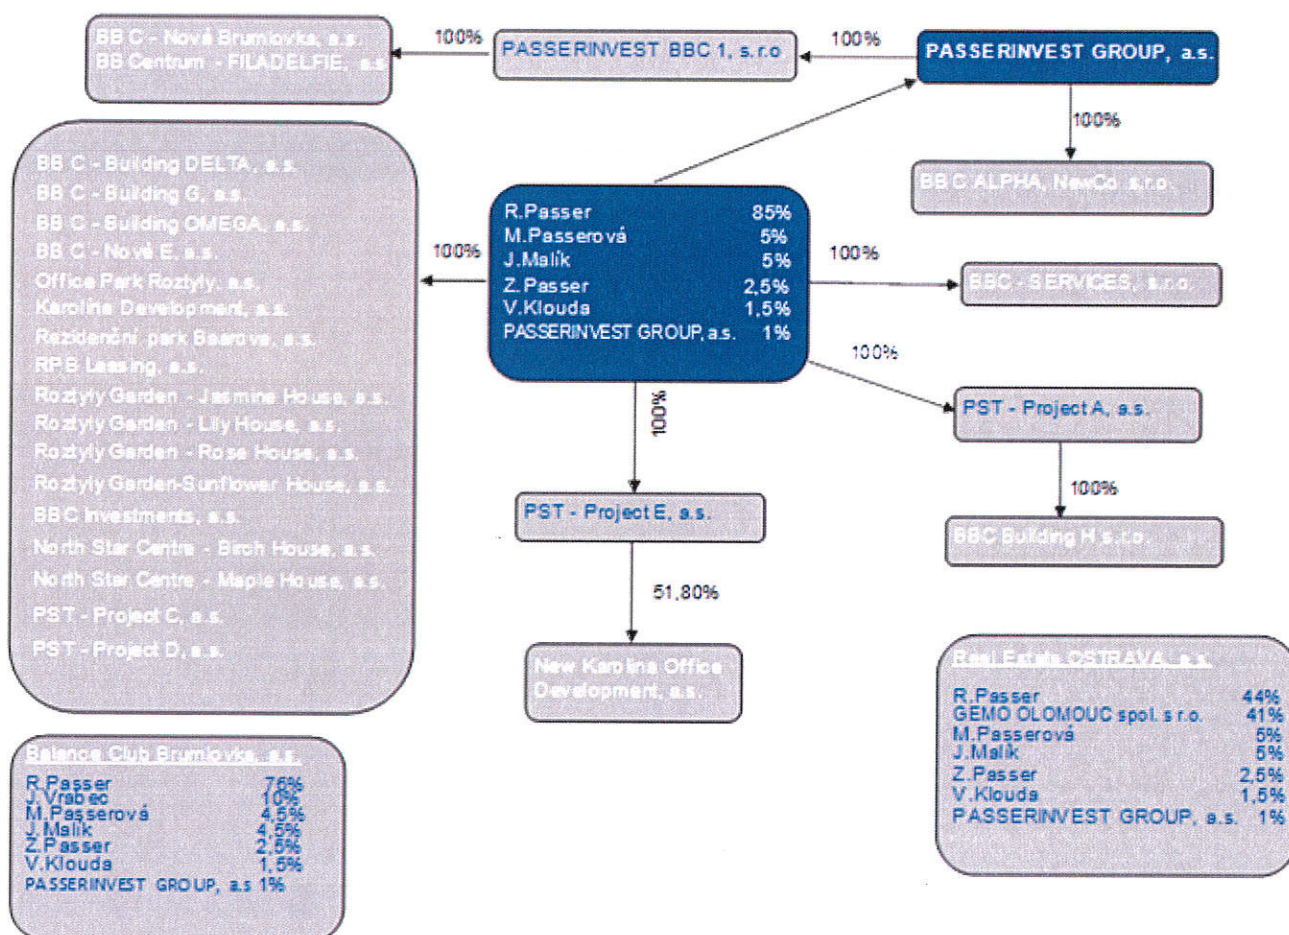 BB C - Nová Brumlovka, a.s.
BB Centrum - FILADELFIE, a.s
100%
PASSERINVEST BBC 1, s.r.o
100%
PASSERINVEST GROUP, a.s.
100%
BB C ALPHA, NewCo s.r.o.
BB C - Building DELTA, a.s.
BB C - Building G, a.s.
BB C - Building OMEGA, a.s.
BB C - Nové E, a.s.
Office Park Roztyly, a.s.
Karolina Development, a.s.
Rezidenční park Baarova, a.s.
RPB Leasing, a.s.
Roztyly Garden - Jasmine House, a.s.
Roztyly Garden - Lily House, a.s.
Roztyly Garden - Rose House, a.s.
Roztyly Garden-Sunflower House, a.s.
BBC Investments, a.s.
North Star Centre - Birch House, a.s.
North Star Centre - Maple House, a.s.
PST - Project C, a.s.
PST - Project D, a.s.
100%
R.Passer 85%
M.Passerová 5%
J.Malík 5%
Z.Passer 2,5%
V.Klouda 1,5%
PASSERINVEST GROUP, a.s. 1%
100%
BBC - SERVICES, s.r.o.
100%
PST - Project A, a.s.
100%
BBC Building H s.r.o.
100%
PST - Project E, a.s.
51,80%
New Karolina Office
Development, a.s.
Real Estate OSTRAVA, a.s.
R.Passer 44%
GEMO OLOMOUC spol. s r.o. 41%
M.Passerová 5%
J.Malík 5%
Z.Passer 2,5%
V.Klouda 1,5%
PASSERINVEST GROUP, a.s. 1%
Balance Club Brumlovka, a.s.
R.Passer 76%
J.Vrabec 10%
M.Passerová 4,5%
J.Malík 4,5%
Z.Passer 2,5%
V.Klouda 1,5%
PASSERINVEST GROUP, a.s 1%